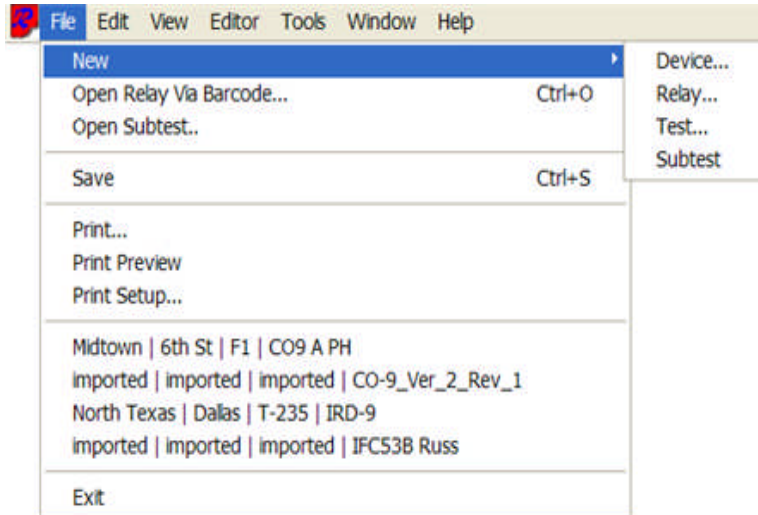 File Edit View Editor Tools Window Help
New
Open Relay Via Barcode... Ctrl+O
Open Subtest..
Save Ctrl+S
Print...
Print Preview
Print Setup...
Midtown | 6th St | F1 | CO9 A PH
imported | imported | imported | CO-9_Ver_2_Rev_1
North Texas | Dallas | T-235 | IRD-9
imported | imported | imported | IFC53B Russ
Exit
Device...
Relay...
Test...
Subtest